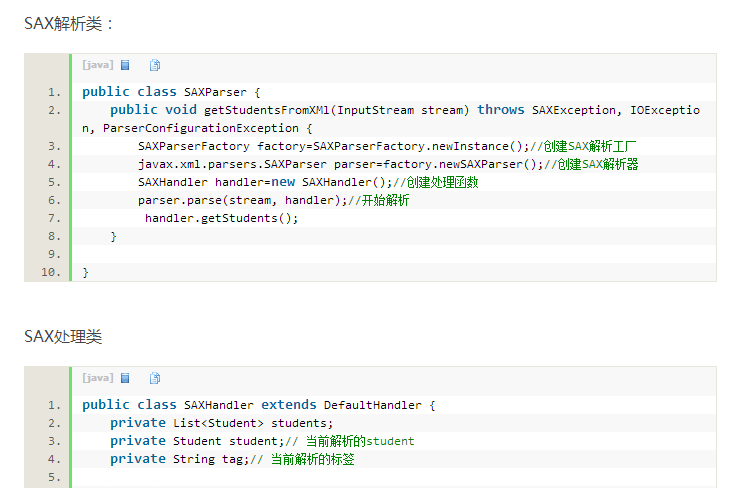 SAX解析类：
[java]
1. public class SAXParser {
2. public void getStudentsFromXMl(InputStream stream) throws SAXException, IOExceptio
n, ParserConfigurationException {
3. SAXParserFactory factory=SAXParserFactory.newInstance();//创建SAX解析工厂
4. javax.xml.parsers.SAXParser parser=factory.newSAXParser();//创建SAX解析器
5. SAXHandler handler=new SAXHandler();//创建处理函数
6. parser.parse(stream, handler);//开始解析
7. handler.getStudents();
8. }
9.
10. }
SAX处理类
[java]
1. public class SAXHandler extends DefaultHandler {
2. private List<Student> students;
3. private Student student;// 当前解析的student
4. private String tag;// 当前解析的标签
5.